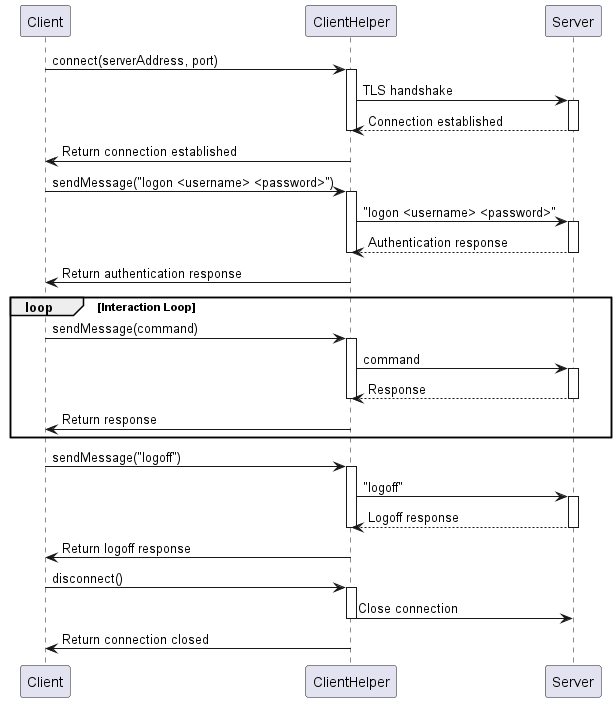 Client ClientHelper Server
connect(serverAddress, port)
TLS handshake
Connection established
Return connection established
sendMessage("logon <username> <password>")
"logon <username> <password>"
Authentication response
Return authentication response
loop [Interaction Loop]
sendMessage(command)
command
Response
Return response
sendMessage("logoff")
"logoff"
Logoff response
Return logoff response
disconnect()
Close connection
Return connection closed
Client ClientHelper Server